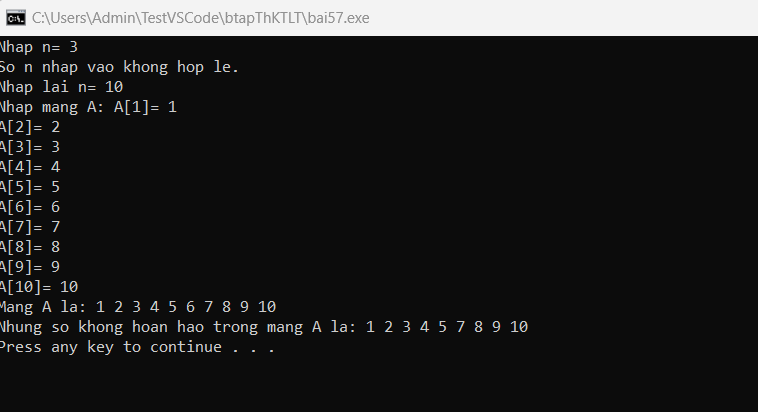 C:\Users\Admin\TestVSCode\btapThKTLT\bai57.exe
Nhap n= 3
So n nhap vao khong hop le.
Nhap lai n= 10
Nhap mang A: A[1]= 1
A[2]= 2
A[3]= 3
A[4]= 4
A[5]= 5
A[6]= 6
A[7]= 7
A[8]= 8
A[9]= 9
A[10]= 10
Mang A la: 1 2 3 4 5 6 7 8 9 10
Nhung so khong hoan hao trong mang A la: 1 2 3 4 5 7 8 9 10
Press any key to continue . . .